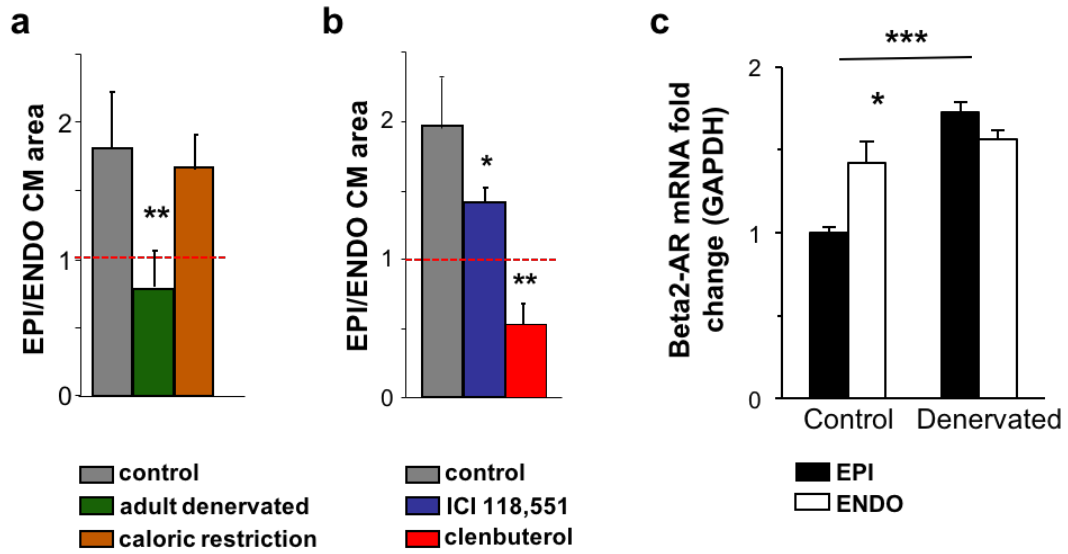 a
EPI/ENDO CM area
2
1
0
**
control
adult denervated
caloric restriction
b
EPI/ENDO CM area
2
1
0
*
**
control
ICI 118,551
clenbuterol
c
Beta2-AR mRNA fold
change (GAPDH)
2
1
0
***
*
Control Denervated
EPI
ENDO